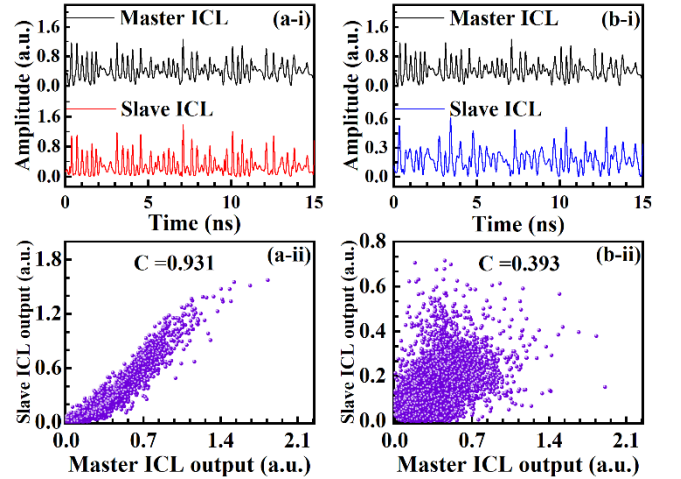 Master ICL (a-i)
1.2
0.6
0.0
Slave ICL
1.2
0.6
0.0
Amplitude (a.u.)
0 5 10 15
Time (ns)
Master ICL (b-i)
1.6
0.8
0.0
Slave ICL
0.6
0.3
0.0
Amplitude (a.u.)
0 5 10 15
Time (ns)
C =0.931 (a-ii)
1.8
1.2
0.6
0.0
Slave ICL output (a.u.)
0.0 0.7 1.4 2.1
Master ICL output (a.u.)
C =0.393 (b-ii)
0.8
0.6
0.4
0.2
0.0
Slave ICL output (a.u.)
0.0 0.7 1.4 2.1
Master ICL output (a.u.)